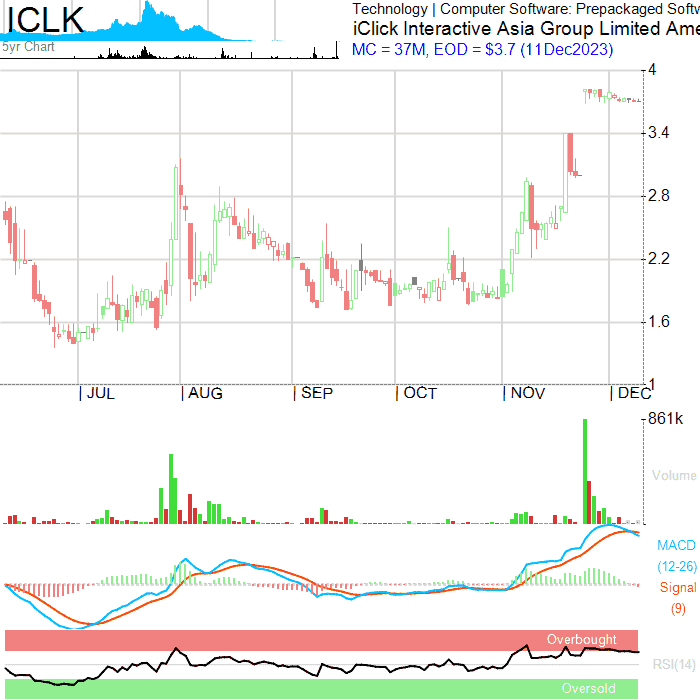 ICLK
5yr Chart
Technology | Computer Software: Prepackaged Softw
iClick Interactive Asia Group Limited Ame
MC = 37M, EOD = $3.7 (11Dec2023)
4
3.4
2.8
2.2
1.6
1
JUL
AUG
SEP
OCT
NOV
DEC
861k
Volume
MACD
(12-26)
Signal
(9)
Overbought
RSI(14)
Oversold